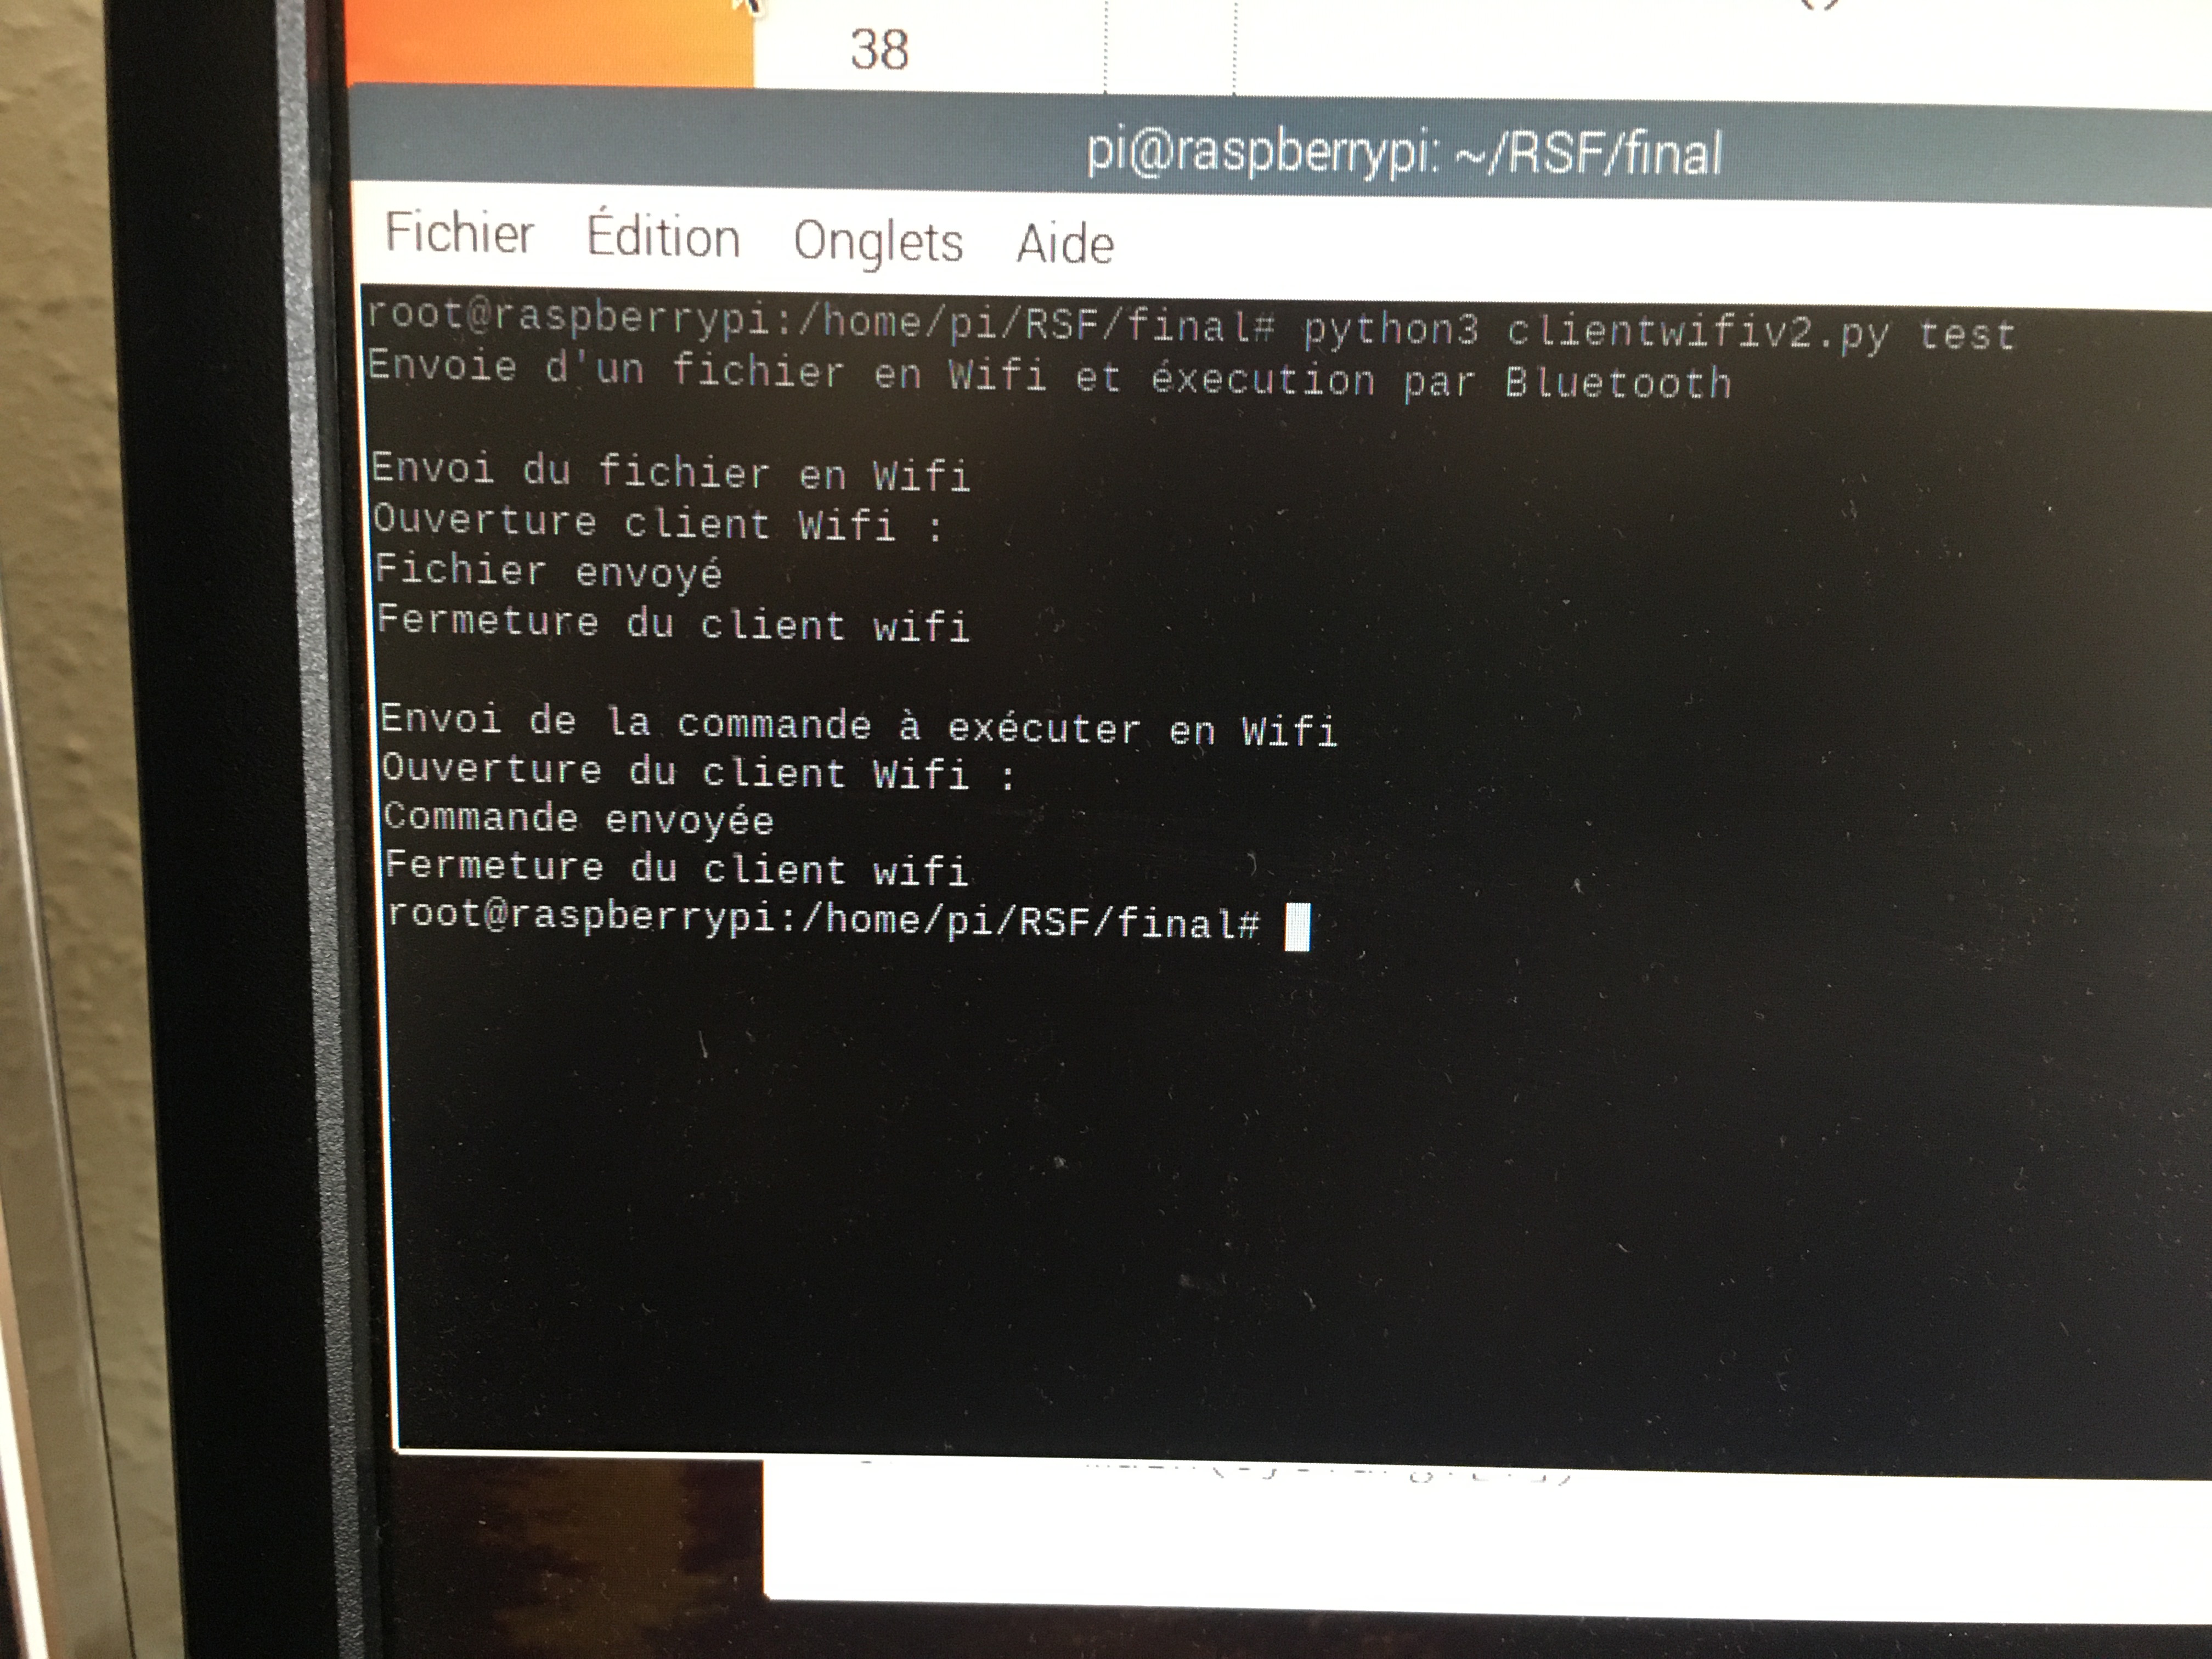 38
pi@raspberrypi: ~/RSF/final
Fichier Édition Onglets Aide
root@raspberrypi:/home/pi/RSF/final# python3 clientwifiv2.py test
Envoie d'un fichier en Wifi et éxecution par Bluetooth
Envoi du fichier en Wifi
Ouverture client Wifi :
Fichier envoyé
Fermeture du client wifi
Envoi de la commande à exécuter en Wifi
Ouverture du client Wifi :
Commande envoyée
Fermeture du client wifi
root@raspberrypi:/home/pi/RSF/final#